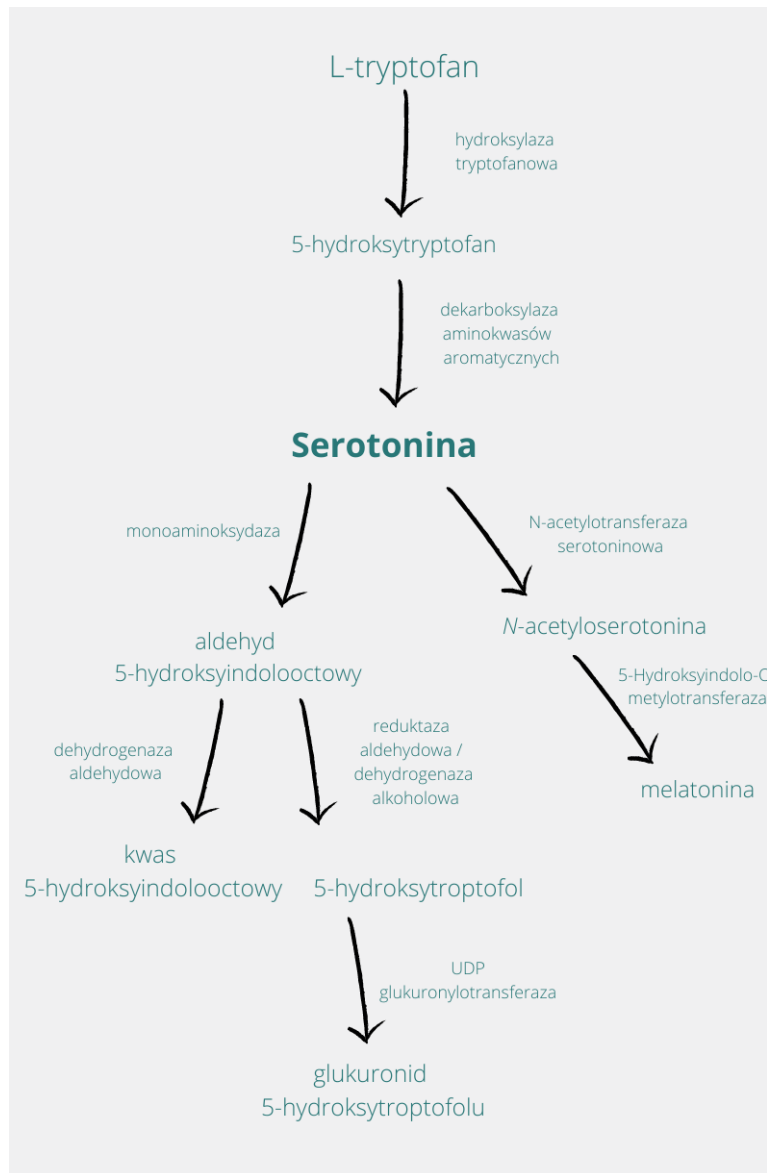 L-tryptofan
hydroksylaza
tryptofanowa
5-hydroksytryptofan
dekarboksylaza
aminokwasów
aromatycznych
Serotonina
monoaminoksydaza
N-acetylotransferaza
serotoninowa
aldehyd
5-hydroksyindolooctowy
N-acetyloserotonina
5-Hydroksyindolo-O
metylotransferaza
dehydrogenaza
aldehydowa
reduktaza
aldehydowa /
dehydrogenaza
alkoholowa
melatonina
kwas
5-hydroksyindolooctowy
5-hydroksytroptofol
UDP
glukuronylotransferaza
glukuronid
5-hydroksytroptofolu